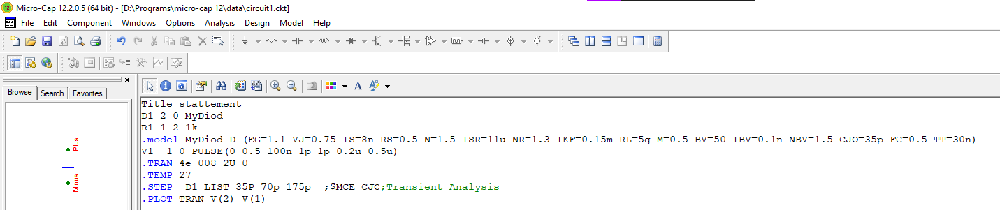 Micro-Cap 12.2.0.5 (64 bit) - [D:\Programs\micro-cap 12\data\circuit1.ckt]
File Edit Component Windows Options Analysis Design Model Help
Browse Search Favorites
Plus
Minus
Title stattement
D1 2 0 MyDiod
R1 1 2 1k
.model MyDiod D (EG=1.1 VJ=0.75 IS=8n RS=0.5 N=1.5 ISR=11u NR=1.3 IKF=0.15m RL=5g M=0.5 BV=50 IBV=0.1n NBV=1.5 CJO=35p FC=0.5 TT=30n)
V1  1 0 PULSE(0 0.5 100n 1p 1p 0.2u 0.5u)
.TRAN 4e-008 2U 0
.TEMP 27
.STEP  D1 LIST 35P 70p 175p  ;$MCE CJO;Transient Analysis
.PLOT TRAN V(2) V(1)